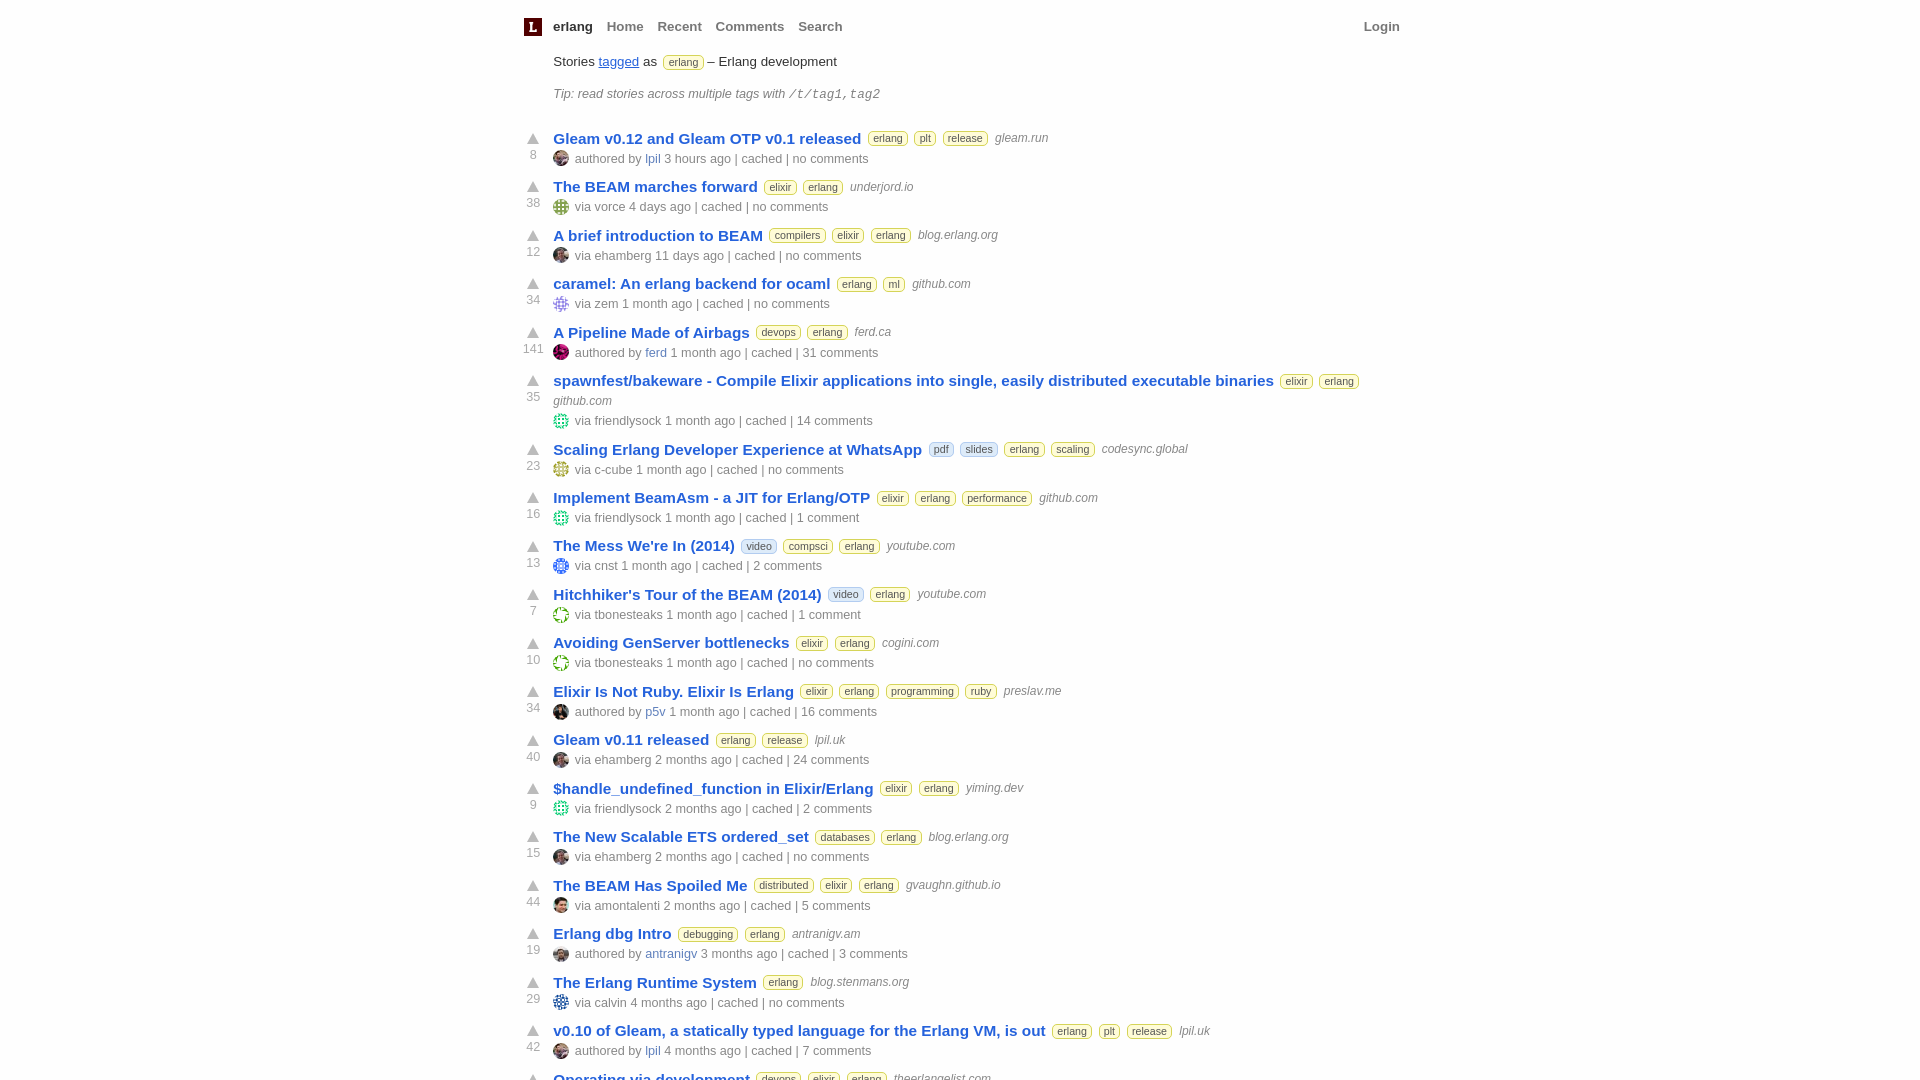 L erlang Home Recent Comments Search Login
Stories tagged as erlang – Erlang development
Tip: read stories across multiple tags with /t/tag1,tag2
Gleam v0.12 and Gleam OTP v0.1 released erlang plt release gleam.run
8 authored by lpil 3 hours ago | cached | no comments
The BEAM marches forward elixir erlang underjord.io
38 via vorce 4 days ago | cached | no comments
A brief introduction to BEAM compilers elixir erlang blog.erlang.org
12 via ehamberg 11 days ago | cached | no comments
caramel: An erlang backend for ocaml erlang ml github.com
34 via zem 1 month ago | cached | no comments
A Pipeline Made of Airbags devops erlang ferd.ca
141 authored by ferd 1 month ago | cached | 31 comments
spawnfest/bakeware - Compile Elixir applications into single, easily distributed executable binaries elixir erlang
35 github.com
via friendlysock 1 month ago | cached | 14 comments
Scaling Erlang Developer Experience at WhatsApp pdf slides erlang scaling codesync.global
23 via c-cube 1 month ago | cached | no comments
Implement BeamAsm - a JIT for Erlang/OTP elixir erlang performance github.com
16 via friendlysock 1 month ago | cached | 1 comment
The Mess We're In (2014) video compsci erlang youtube.com
13 via cnst 1 month ago | cached | 2 comments
Hitchhiker's Tour of the BEAM (2014) video erlang youtube.com
7 via tbonesteaks 1 month ago | cached | 1 comment
Avoiding GenServer bottlenecks elixir erlang cogini.com
10 via tbonesteaks 1 month ago | cached | no comments
Elixir Is Not Ruby. Elixir Is Erlang elixir erlang programming ruby preslav.me
34 authored by p5v 1 month ago | cached | 16 comments
Gleam v0.11 released erlang release lpil.uk
40 via ehamberg 2 months ago | cached | 24 comments
$handle_undefined_function in Elixir/Erlang elixir erlang yiming.dev
9 via friendlysock 2 months ago | cached | 2 comments
The New Scalable ETS ordered_set databases erlang blog.erlang.org
15 via ehamberg 2 months ago | cached | no comments
The BEAM Has Spoiled Me distributed elixir erlang gvaughn.github.io
44 via amontalenti 2 months ago | cached | 5 comments
Erlang dbg Intro debugging erlang antranigv.am
19 authored by antranigv 3 months ago | cached | 3 comments
The Erlang Runtime System erlang blog.stenmans.org
29 via calvin 4 months ago | cached | no comments
v0.10 of Gleam, a statically typed language for the Erlang VM, is out erlang plt release lpil.uk
42 authored by lpil 4 months ago | cached | 7 comments
Operating via development devops elixir erlang theerlangelist.com